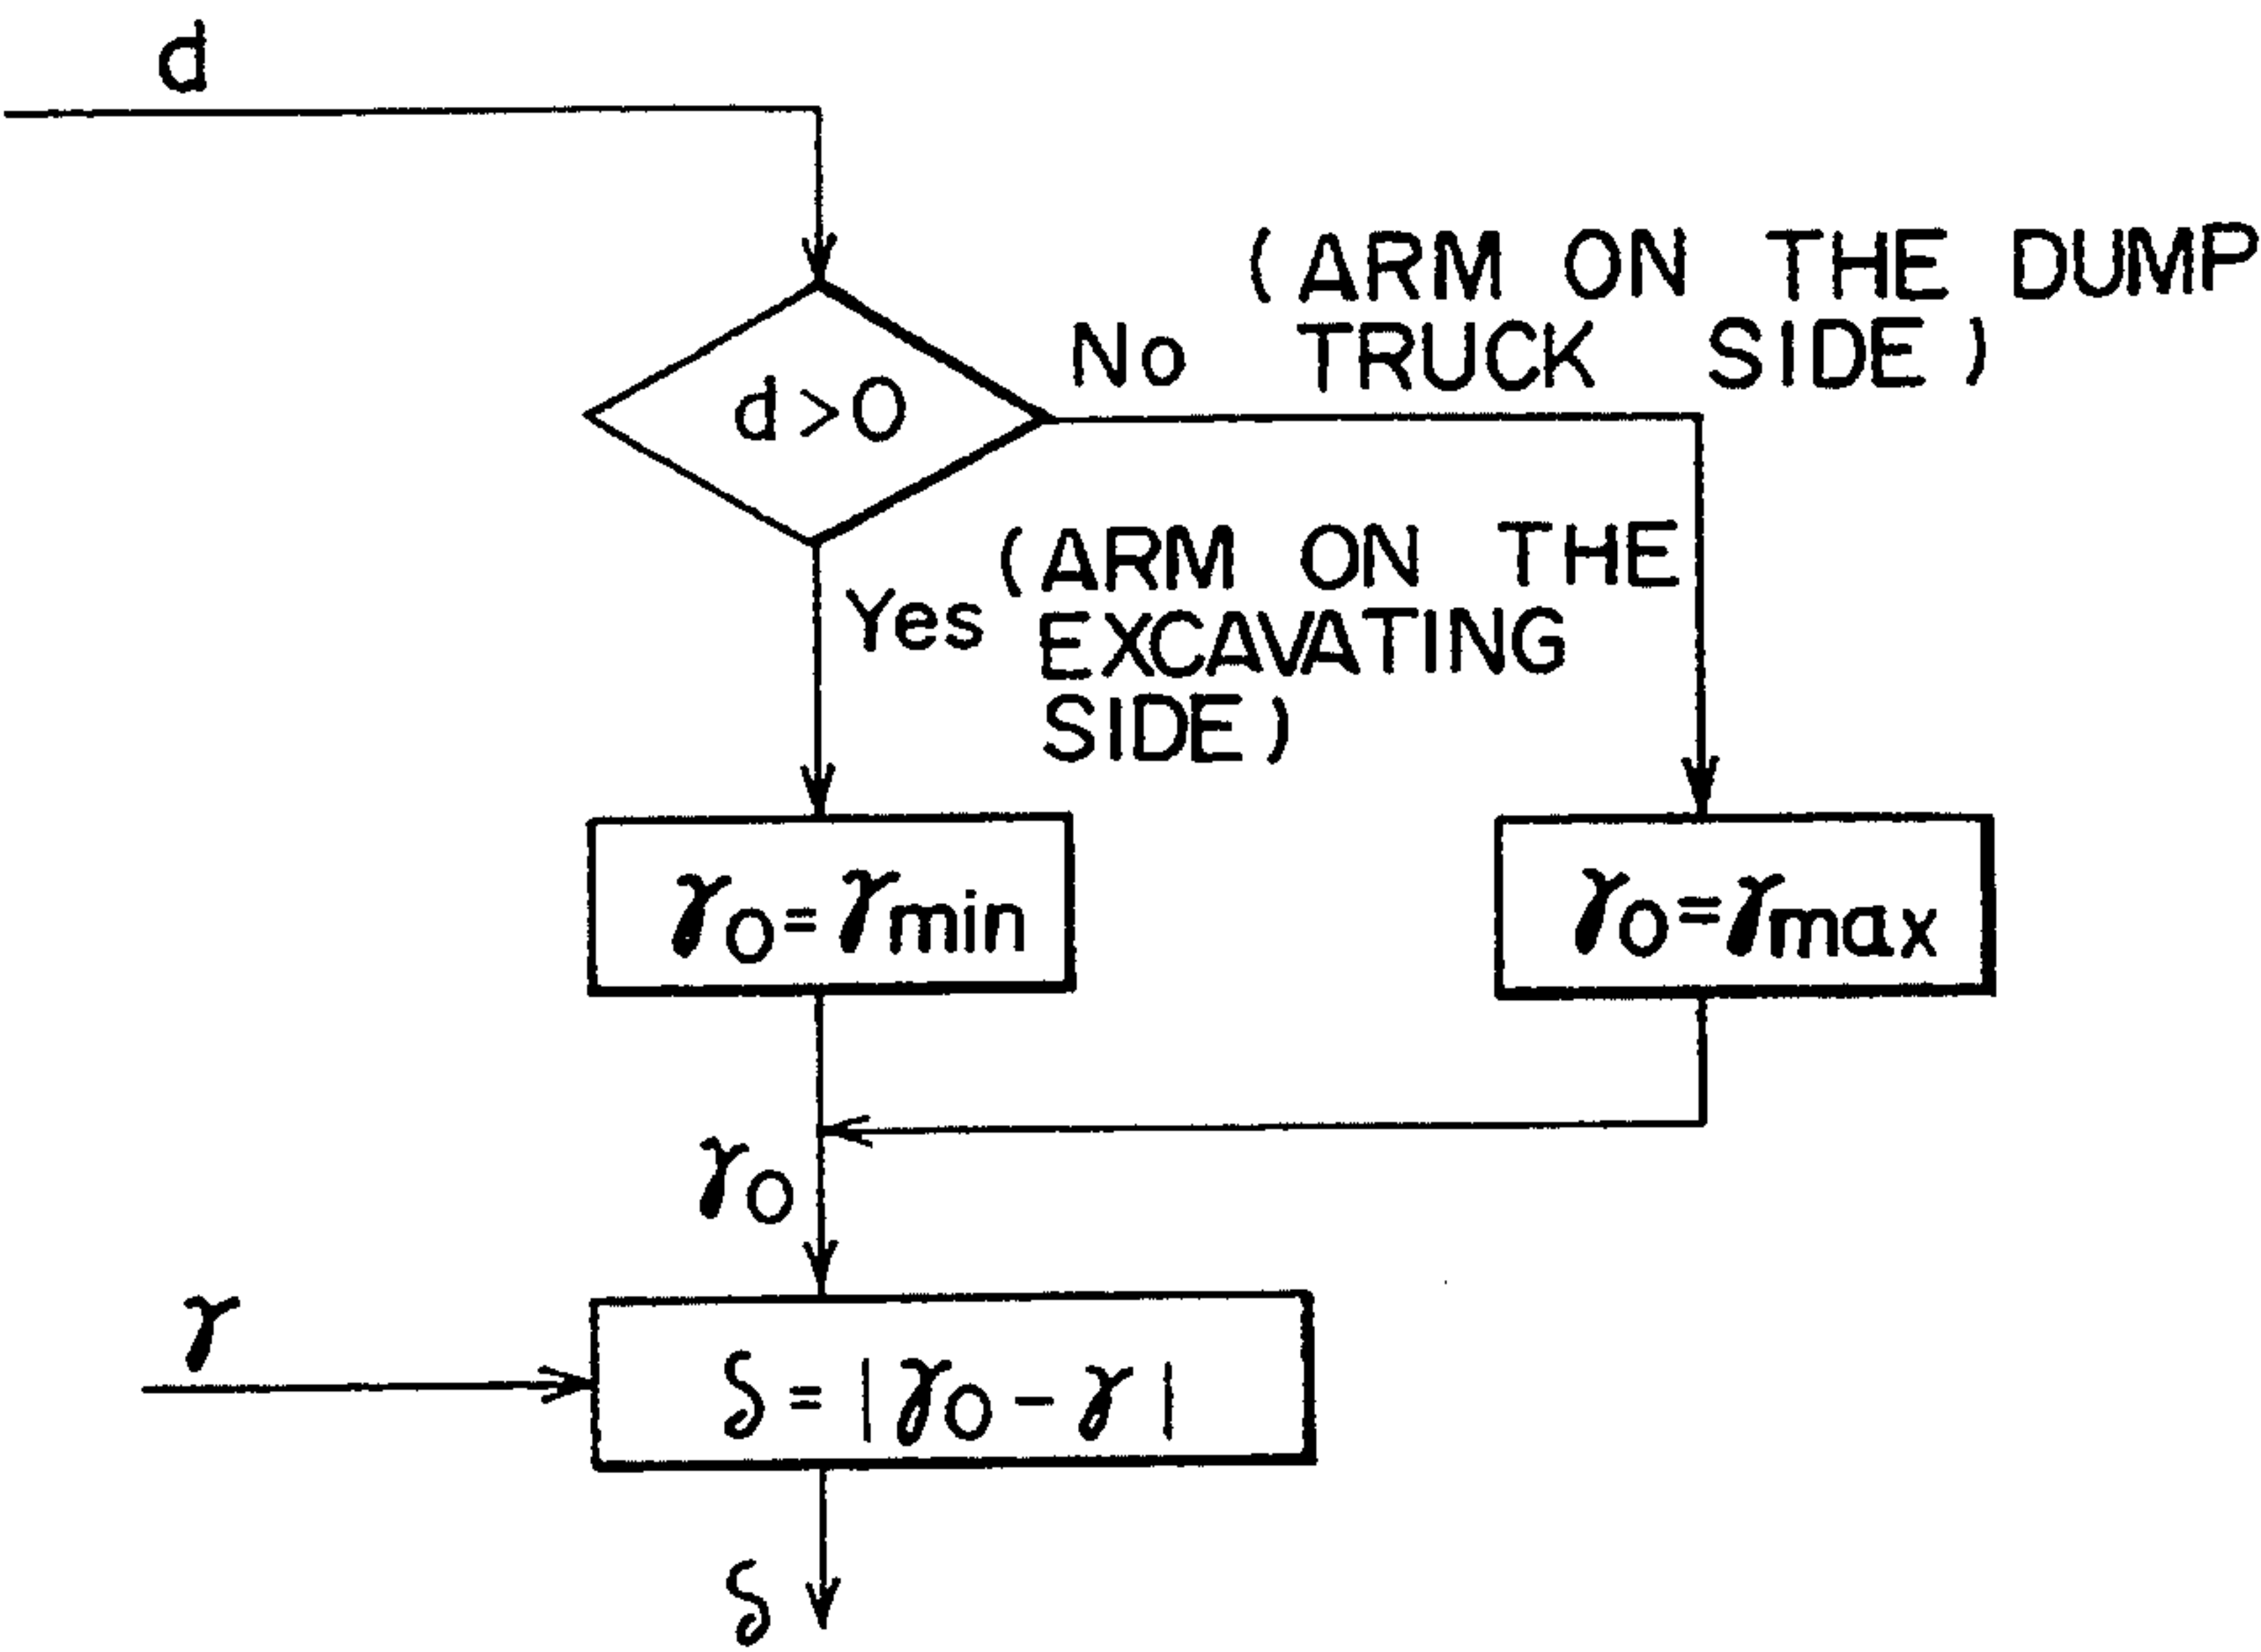 d
(ARM ON THE DUMP
No TRUCK SIDE)
d>0
(ARM ON THE
Yes EXCAVATING
SIDE)
γ0=γmin
γ0=γmax
γ0
γ
δ=|γ0-γ|
δ